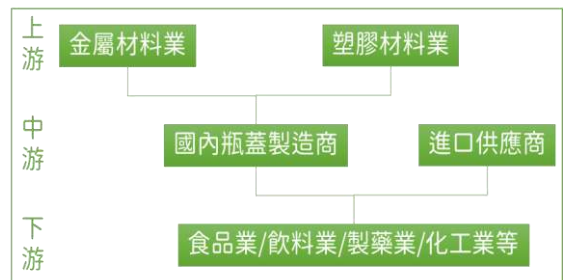 上游
金屬材料業
塑膠材料業
中游
國內瓶蓋製造商
進口供應商
下游
食品業/飲料業/製藥業/化工業等